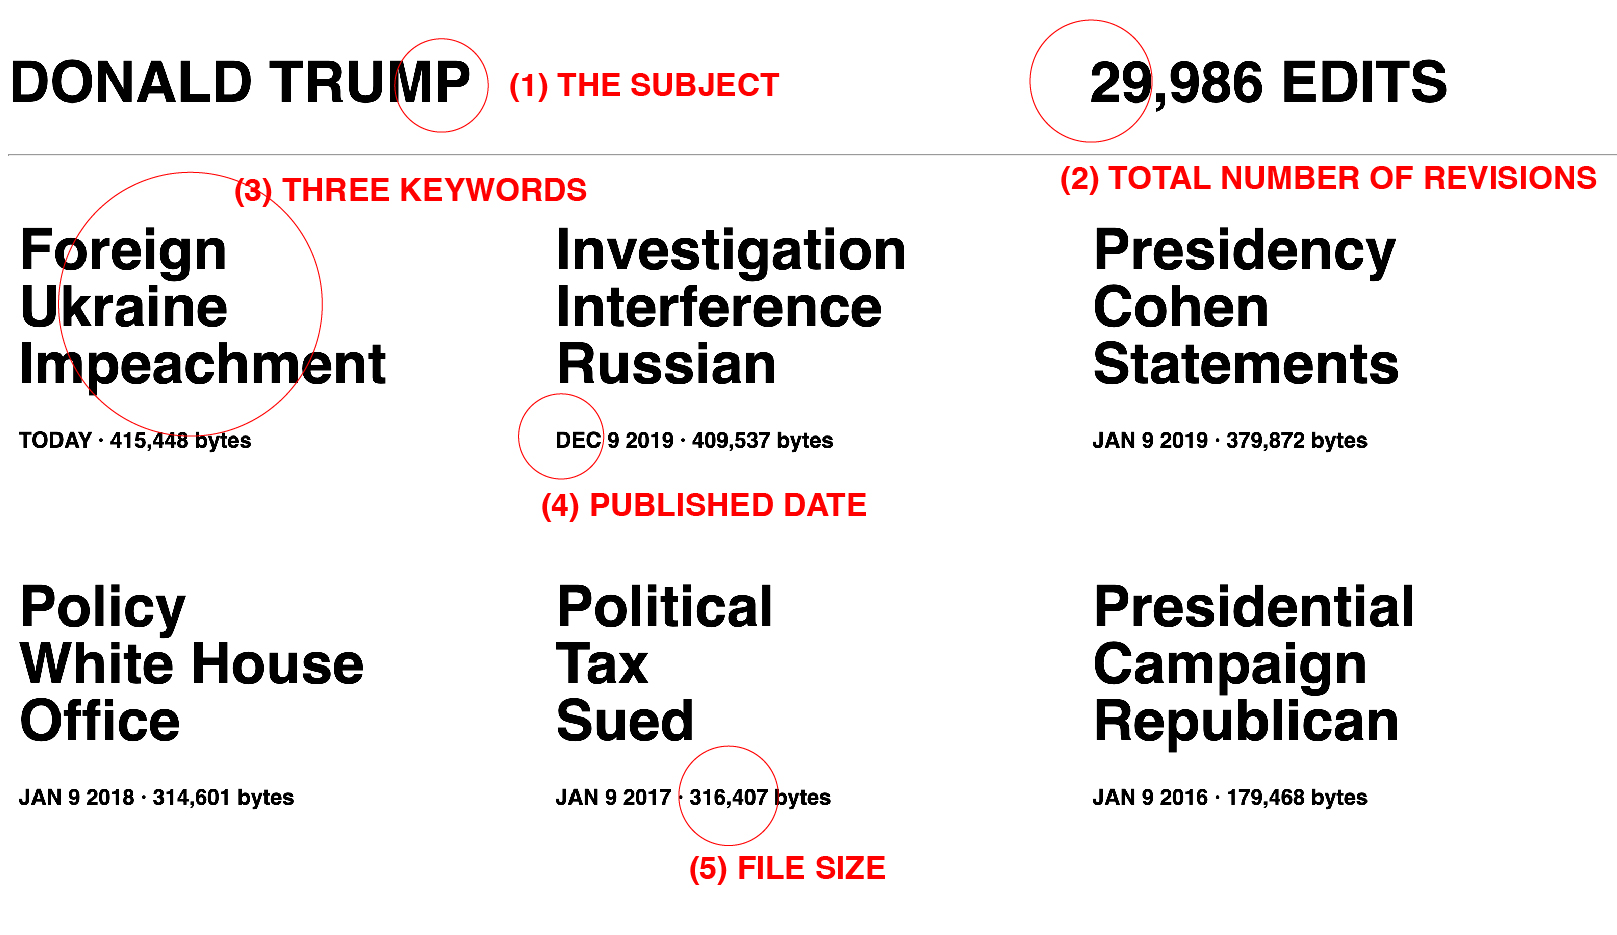 DONALD TRUMP (1) THE SUBJECT 29,986 EDITS
(3) THREE KEYWORDS (2) TOTAL NUMBER OF REVISIONS
Foreign
Ukraine
Impeachment
TODAY · 415,448 bytes
Investigation
Interference
Russian
DEC 9 2019 · 409,537 bytes
(4) PUBLISHED DATE
Presidency
Cohen
Statements
JAN 9 2019 · 379,872 bytes
Policy
White House
Office
JAN 9 2018 · 314,601 bytes
Political
Tax
Sued
JAN 9 2017 · 316,407 bytes
(5) FILE SIZE
Presidential
Campaign
Republican
JAN 9 2016 · 179,468 bytes